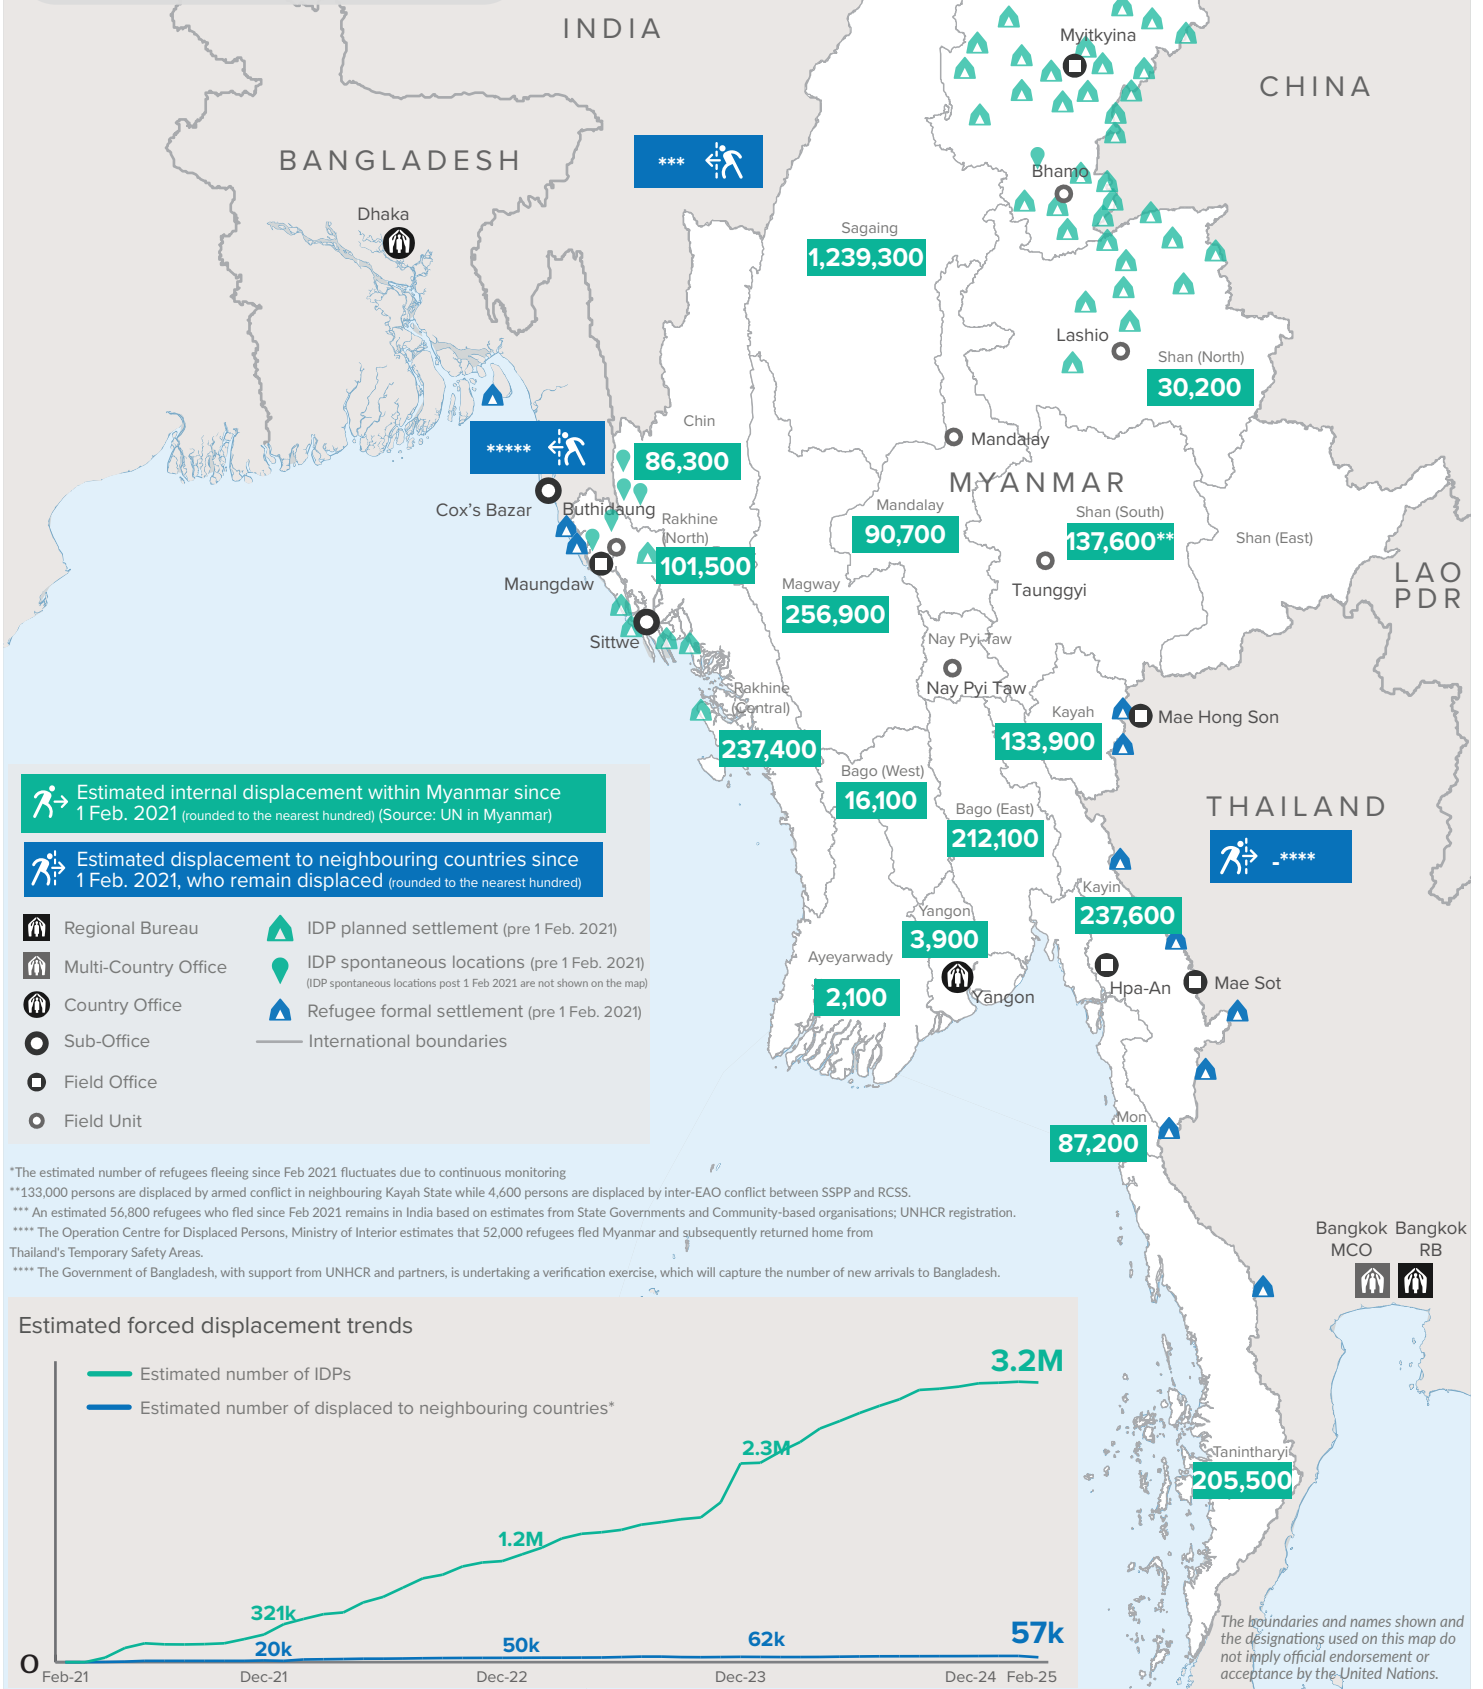 INDIA
Myitkyina
CHINA
BANGLADESH
***
Bhamo
Dhaka
Sagaing
1,239,300
Lashio
Shan (North)
30,200
Chin
86,300
*****
Mandalay
MYANMAR
Cox's Bazar
Buthidaung
Rakhine
(North)
101,500
Mandalay
90,700
Shan (South)
137,600**
Shan (East)
LAO
PDR
Maungdaw
Magway
256,900
Taunggyi
Sittwe
Nay Pyi Taw
Nay Pyi Taw
Rakhine
(Central)
237,400
Kayah
133,900
Mae Hong Son
Bago (West)
16,100
Bago (East)
212,100
THAILAND
-****
Kayin
237,600
Yangon
3,900
Ayeyarwady
2,100
Yangon
Hpa-An
Mae Sot
Mon
87,200
Estimated internal displacement within Myanmar since
1 Feb. 2021 (rounded to the nearest hundred) (Source: UN in Myanmar)
Estimated displacement to neighbouring countries since
1 Feb. 2021, who remain displaced (rounded to the nearest hundred)
Regional Bureau
Multi-Country Office
Country Office
Sub-Office
Field Office
Field Unit
IDP planned settlement (pre 1 Feb. 2021)
IDP spontaneous locations (pre 1 Feb. 2021)
(IDP spontaneous locations post 1 Feb 2021 are not shown on the map)
Refugee formal settlement (pre 1 Feb. 2021)
International boundaries
*The estimated number of refugees fleeing since Feb 2021 fluctuates due to continuous monitoring
**133,000 persons are displaced by armed conflict in neighbouring Kayah State while 4,600 persons are displaced by inter-EAO conflict between SSPP and RCSS.
*** An estimated 56,800 refugees who fled since Feb 2021 remains in India based on estimates from State Governments and Community-based organisations; UNHCR registration.
**** The Operation Centre for Displaced Persons, Ministry of Interior estimates that 52,000 refugees fled Myanmar and subsequently returned home from
Thailand's Temporary Safety Areas.
**** The Government of Bangladesh, with support from UNHCR and partners, is undertaking a verification exercise, which will capture the number of new arrivals to Bangladesh.
Bangkok
MCO
Bangkok
RB
Tanintharyi
205,500
Estimated forced displacement trends
Estimated number of IDPs
Estimated number of displaced to neighbouring countries*
3.2M
2.3M
1.2M
321k
20k
50k
62k
57k
0
Feb-21
Dec-21
Dec-22
Dec-23
Dec-24
Feb-25
The boundaries and names shown and
the designations used on this map do
not imply official endorsement or
acceptance by the United Nations.